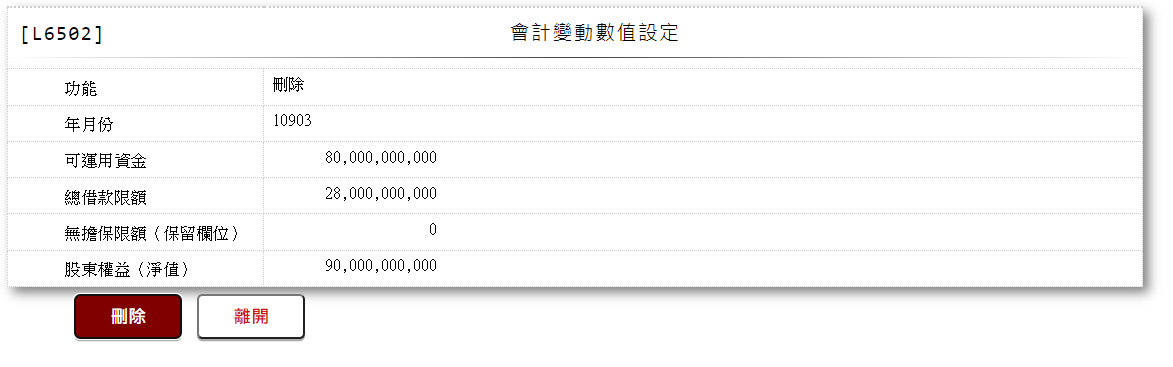 [L6502] 會計變動數值設定
功能 刪除
年月份 10903
可運用資金 80,000,000,000
總借款限額 28,000,000,000
無擔保限額（保留欄位） 0
股東權益（淨值） 90,000,000,000
刪除 離開